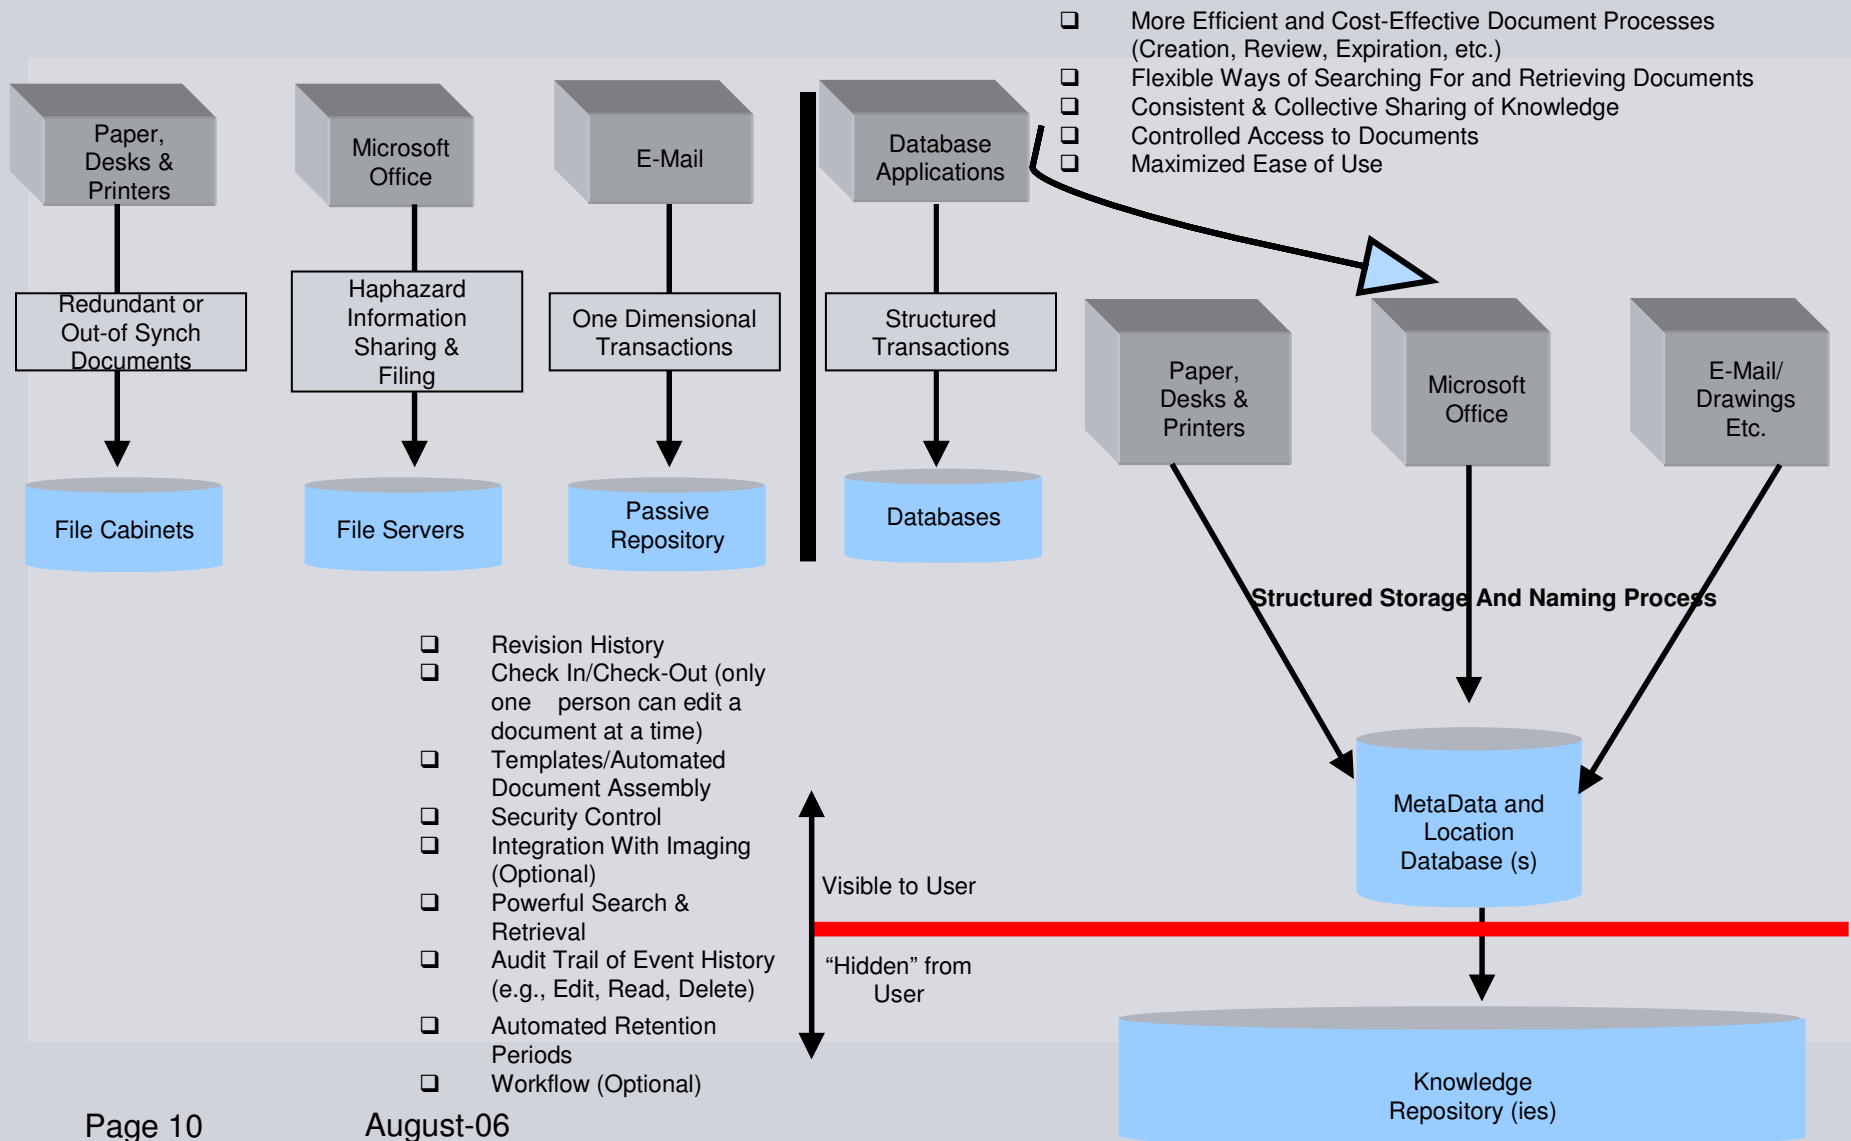 More Efficient and Cost-Effective Document Processes
(Creation, Review, Expiration, etc.)
Flexible Ways of Searching For and Retrieving Documents
Consistent & Collective Sharing of Knowledge
Controlled Access to Documents
Maximized Ease of Use
Paper,
Desks &
Printers
Microsoft
Office
E-Mail
Database
Applications
Redundant or
Out-of Synch
Documents
Haphazard
Information
Sharing &
Filing
One Dimensional
Transactions
Structured
Transactions
File Cabinets
File Servers
Passive
Repository
Databases
Paper,
Desks &
Printers
Microsoft
Office
E-Mail/
Drawings
Etc.
Structured Storage And Naming Process
Revision History
Check In/Check-Out (only
one person can edit a
document at a time)
Templates/Automated
Document Assembly
Security Control
Integration With Imaging
(Optional)
Powerful Search &
Retrieval
Audit Trail of Event History
(e.g., Edit, Read, Delete)
Automated Retention
Periods
Workflow (Optional)
Visible to User
“Hidden” from
User
MetaData and
Location
Database (s)
Knowledge
Repository (ies)
Page 10
August-06